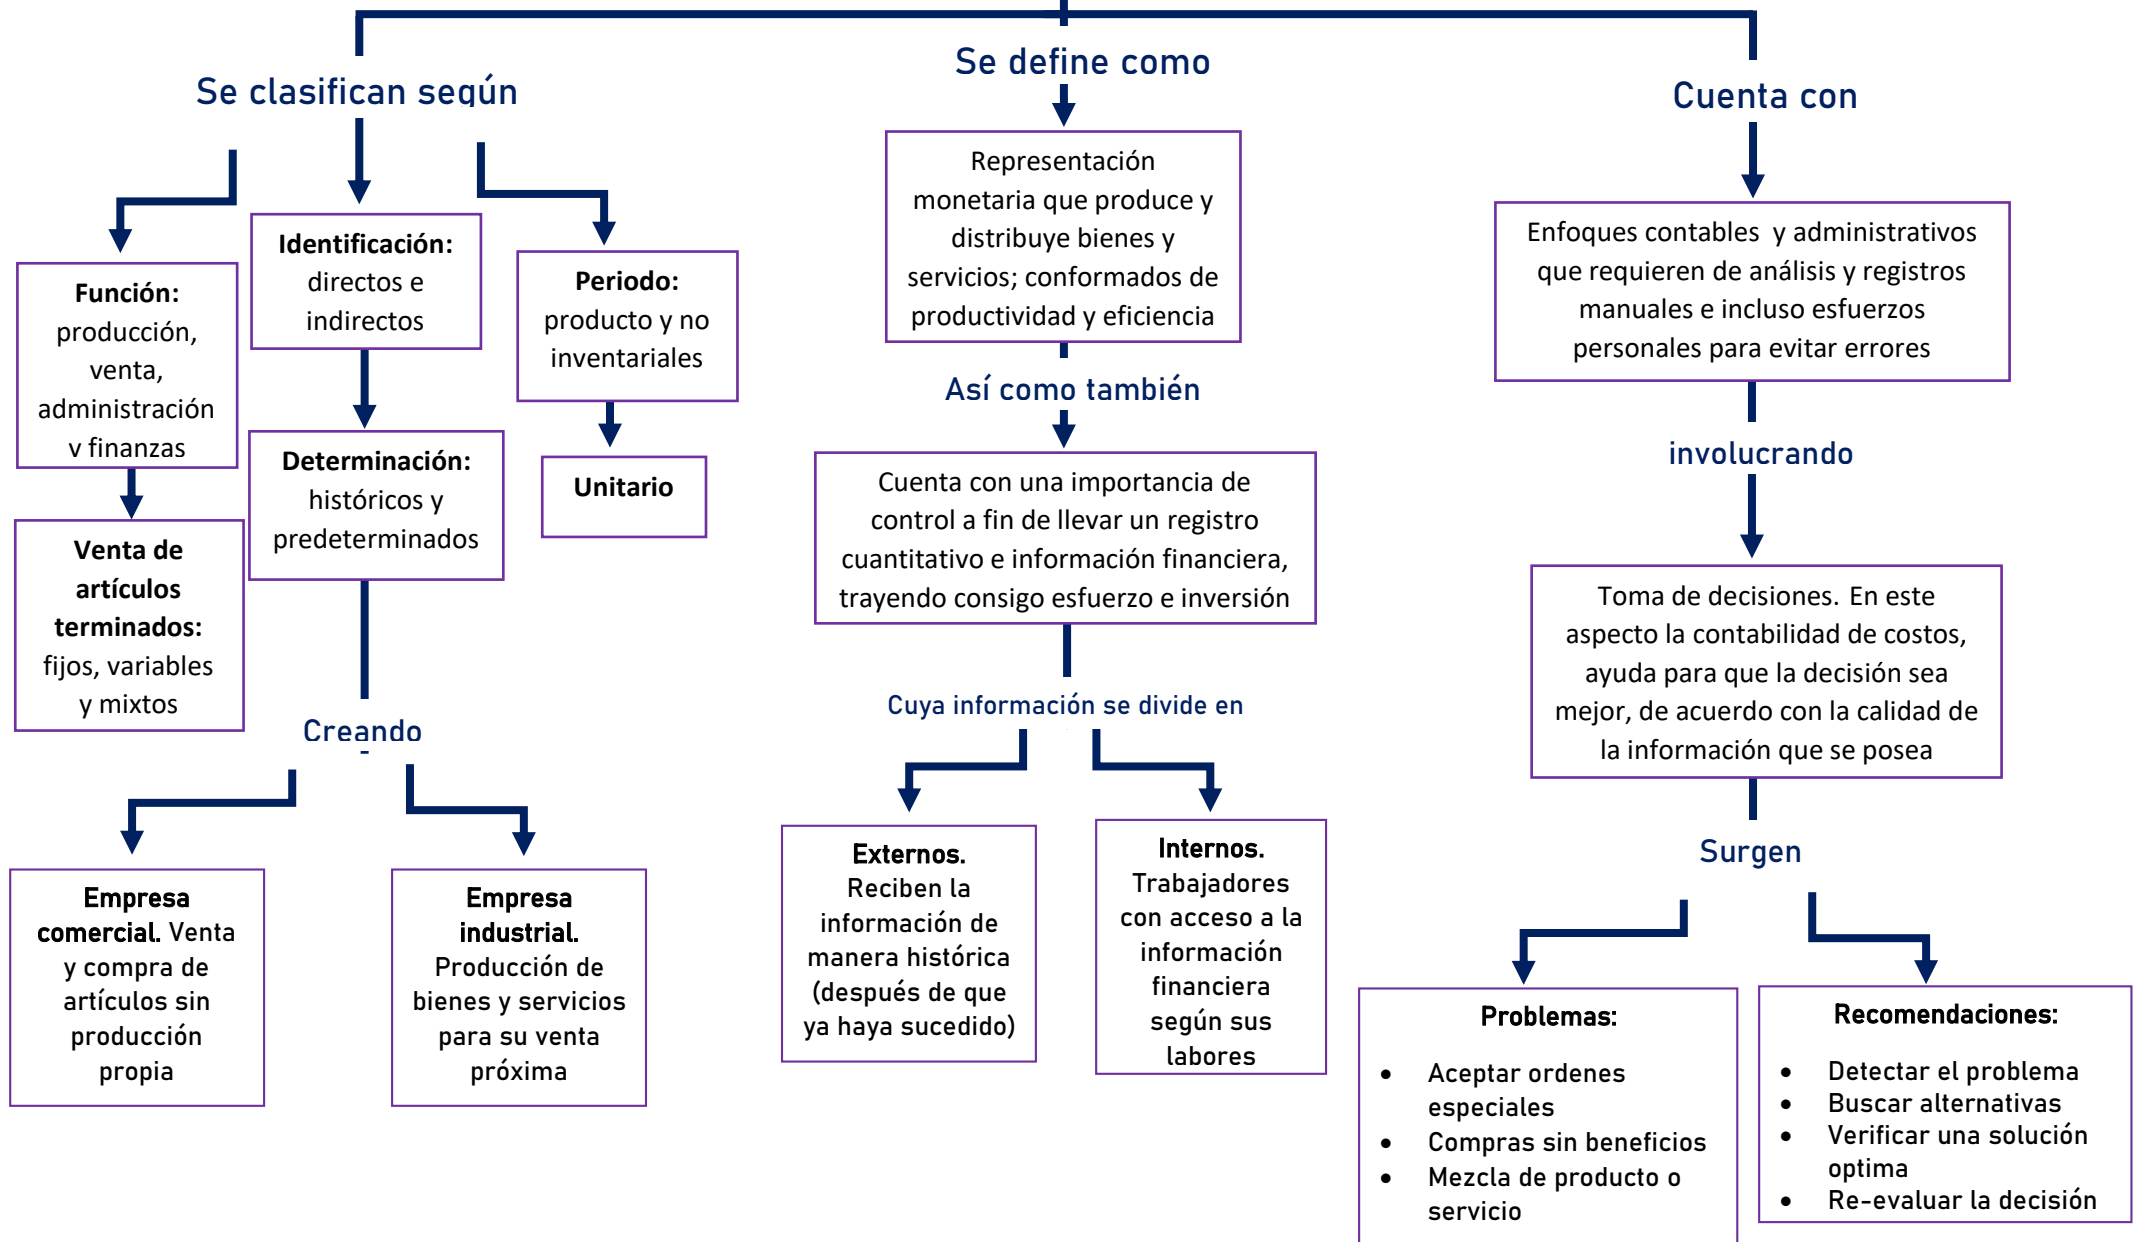 Se clasifican según
Función:
producción,
venta,
administración
y finanzas
Identificación:
directos e
indirectos
Periodo:
producto y no
inventariales
Venta de
artículos
terminados:
fijos, variables
y mixtos
Determinación:
históricos y
predeterminados
Unitario
Creando
Empresa
comercial. Venta
y compra de
artículos sin
producción
propia
Empresa
industrial.
Producción de
bienes y servicios
para su venta
próxima
Se define como
Representación
monetaria que produce y
distribuye bienes y
servicios; conformados de
productividad y eficiencia
Así como también
Cuenta con una importancia de
control a fin de llevar un registro
cuantitativo e información financiera,
trayendo consigo esfuerzo e inversión
Cuya información se divide en
Externos.
Reciben la
información de
manera histórica
(después de que
ya haya sucedido)
Internos.
Trabajadores
con acceso a la
información
financiera
según sus
labores
Cuenta con
Enfoques contables y administrativos
que requieren de análisis y registros
manuales e incluso esfuerzos
personales para evitar errores
involucrando
Toma de decisiones. En este
aspecto la contabilidad de costos,
ayuda para que la decisión sea
mejor, de acuerdo con la calidad de
la información que se posea
Surgen
Problemas:
• Aceptar ordenes
especiales
• Compras sin beneficios
• Mezcla de producto o
servicio
Recomendaciones:
• Detectar el problema
• Buscar alternativas
• Verificar una solución
optima
• Re-evaluar la decisión